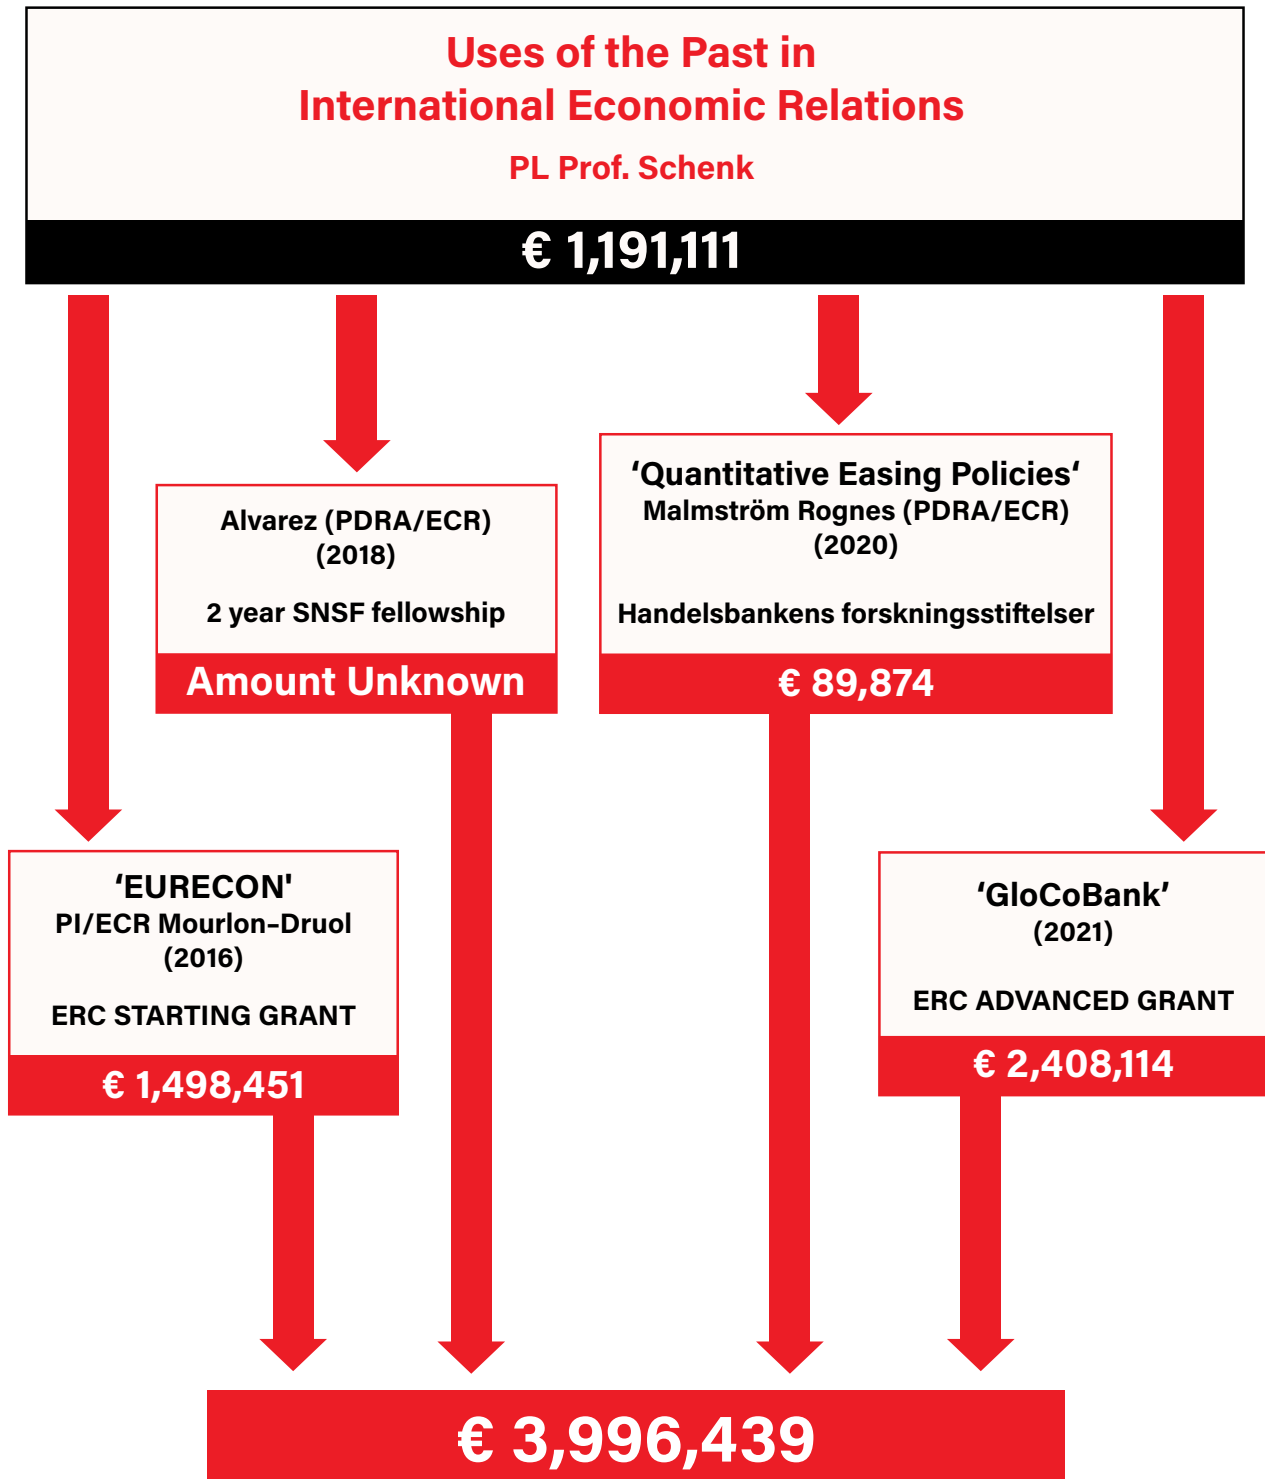 Uses of the Past in
International Economic Relations
PL Prof. Schenk
€ 1,191,111
Alvarez (PDRA/ECR)
(2018)
2 year SNSF fellowship
Amount Unknown
‘Quantitative Easing Policies‘
Malmström Rognes (PDRA/ECR)
(2020)
Handelsbankens forskningsstiftelser
€ 89,874
‘EURECON'
PI/ECR Mourlon–Druol
(2016)
ERC STARTING GRANT
€ 1,498,451
‘GloCoBank’
(2021)
ERC ADVANCED GRANT
€ 2,408,114
€ 3,996,439